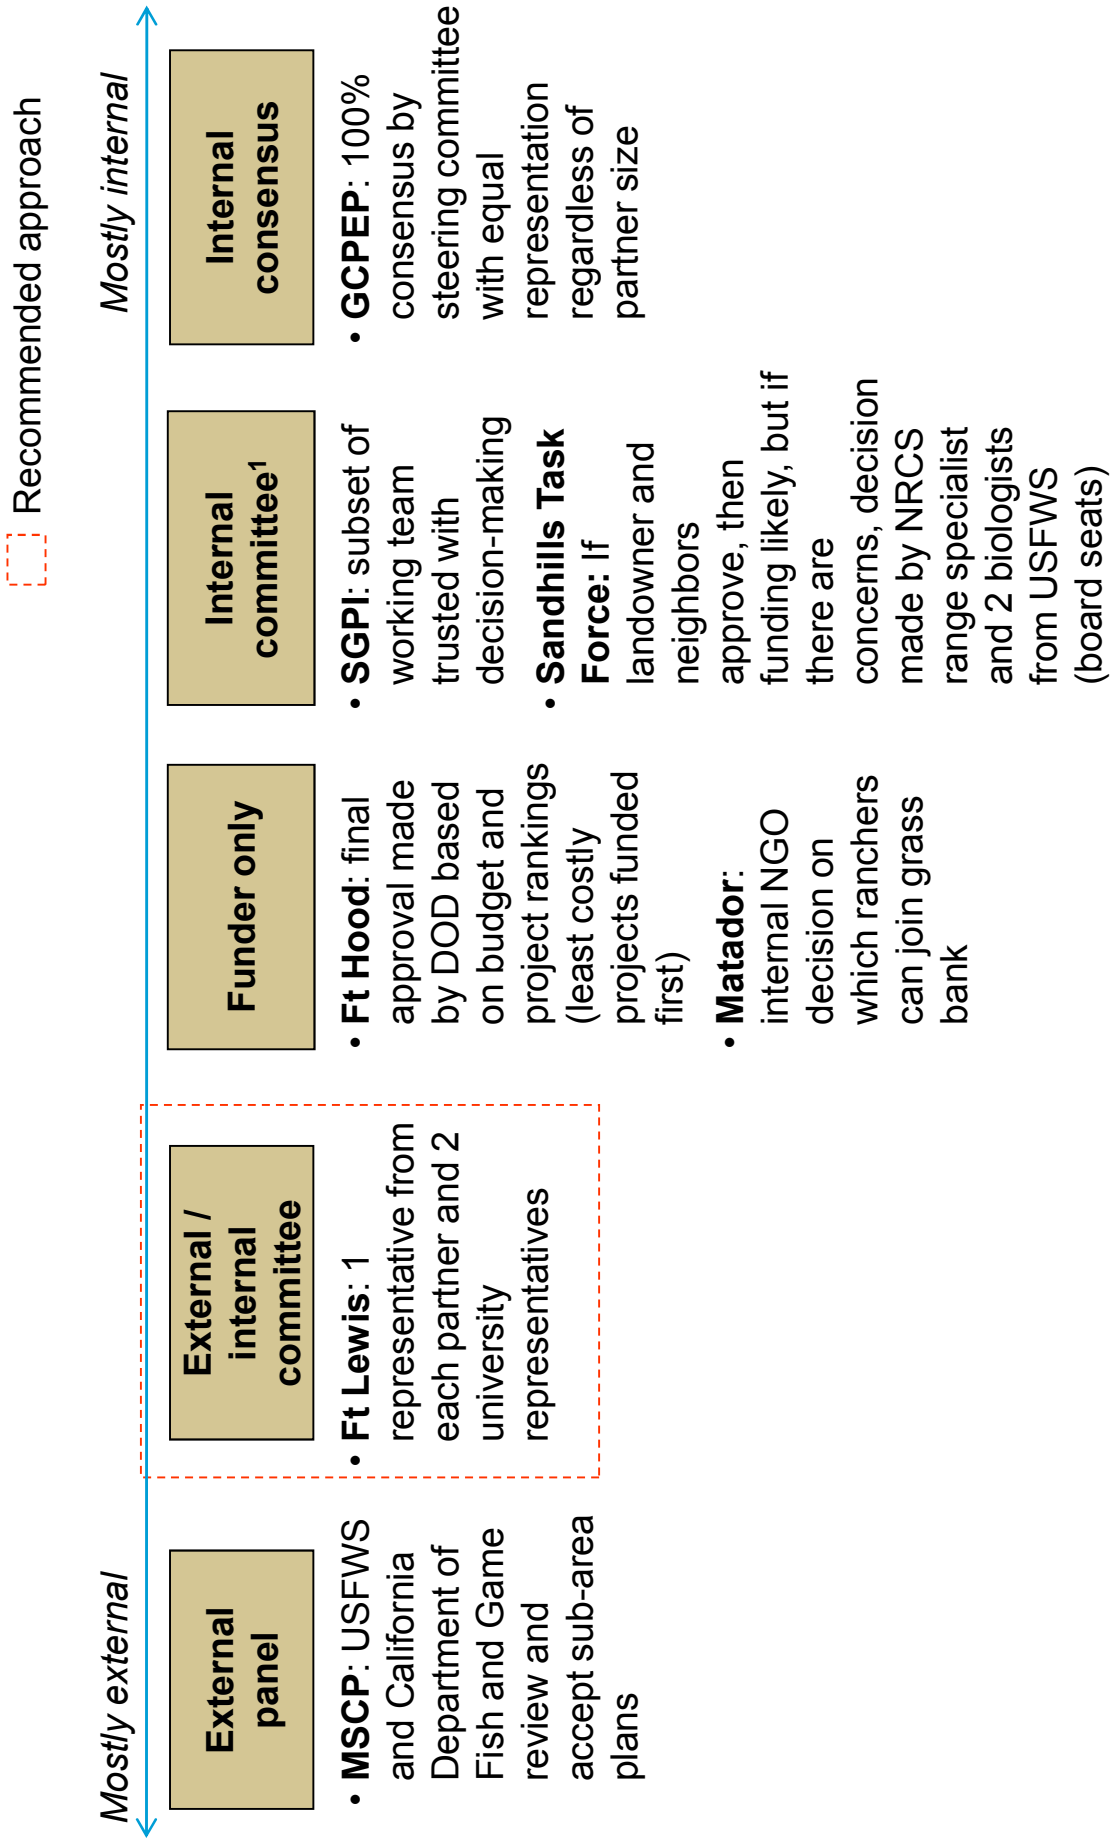 Recommended approach
Mostly external
Mostly internal
External
panel
• MSCP: USFWS
and California
Department of
Fish and Game
review and
accept sub-area
plans
External /
internal
committee
• Ft Lewis: 1
representative from
each partner and 2
university
representatives
Funder only
• Ft Hood: final
approval made
by DOD based
on budget and
project rankings
(least costly
projects funded
first)
• Matador:
internal NGO
decision on
which ranchers
can join grass
bank
Internal
committee¹
• SGPI: subset of
working team
trusted with
decision-making
• Sandhills Task
Force: If
landowner and
neighbors
approve, then
funding likely, but if
there are
concerns, decision
made by NRCS
range specialist
and 2 biologists
from USFWS
(board seats)
Internal
consensus
• GCPEP: 100%
consensus by
steering committee
with equal
representation
regardless of
partner size